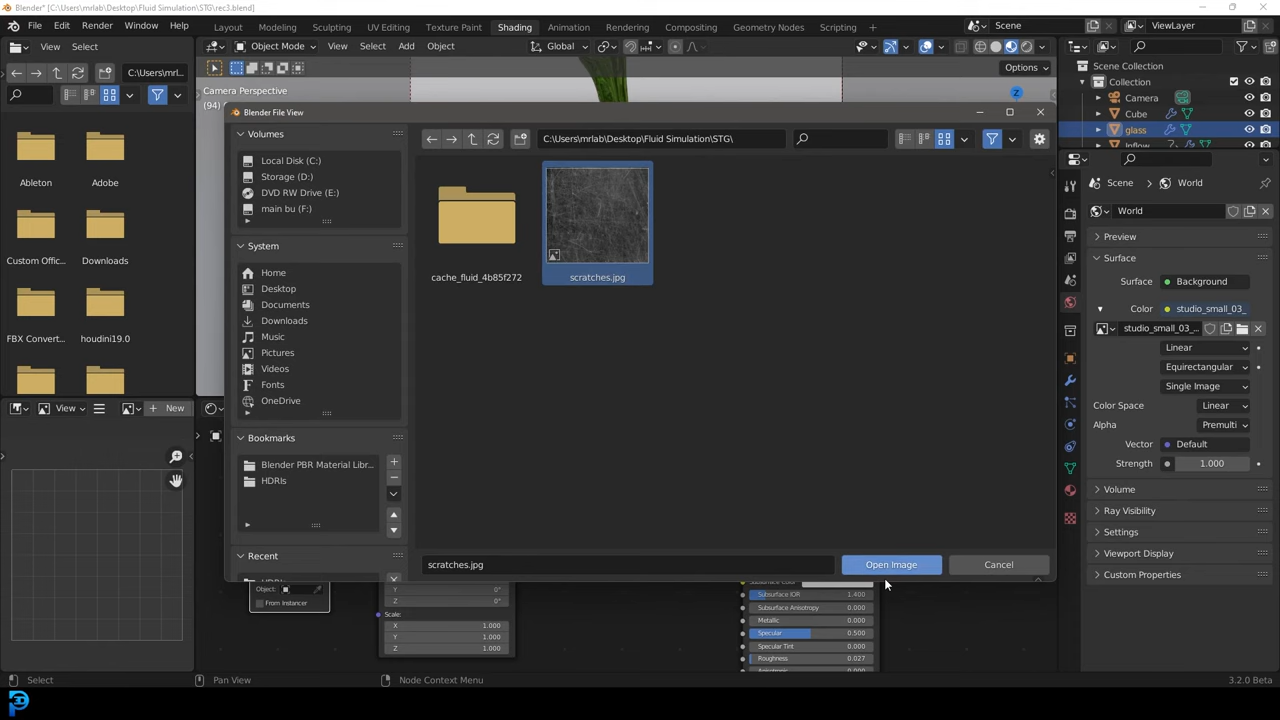 Blender* [C:\Users\mrlab\Desktop\Fluid Simulation\STG\rec3.blend]
File Edit Render Window Help
Layout Modeling Sculpting UV Editing Texture Paint Shading Animation Rendering Compositing Geometry Nodes Scripting
Scene
ViewLayer
View Select
Object Mode View Select Add Object Global
Options
C:\Users\mrl...
Ableton
Adobe
Custom Offic...
Downloads
FBX Convert...
houdini19.0
Camera Perspective
(94)
Z
Scene Collection
Collection
Camera
Cube
glass
Inflow
Blender File View
Volumes
Local Disk (C:)
Storage (D:)
DVD RW Drive (E:)
main bu (F:)
System
Home
Desktop
Documents
Downloads
Music
Pictures
Videos
Fonts
OneDrive
Bookmarks
Blender PBR Material Libr...
HDRIs
Recent
C:\Users\mrlab\Desktop\Fluid Simulation\STG\
cache_fluid_4b85f272
scratches.jpg
scratches.jpg
Open Image
Cancel
Scene World
World
Preview
Surface
Surface Background
Color studio_small_03_
studio_small_03_...
Linear
Equirectangular
Single Image
Color Space Linear
Alpha Premulti
Vector Default
Strength 1.000
Volume
Ray Visibility
Settings
Viewport Display
Custom Properties
View New
Object:
From Instancer
Y 0°
Z 0°
Scale:
X 1.000
Y 1.000
Z 1.000
Subsurface IOR 1.400
Subsurface Anisotropy 0.000
Metallic 0.000
Specular 0.500
Specular Tint 0.000
Roughness 0.027
Select
Pan View
Node Context Menu
3.2.0 Beta